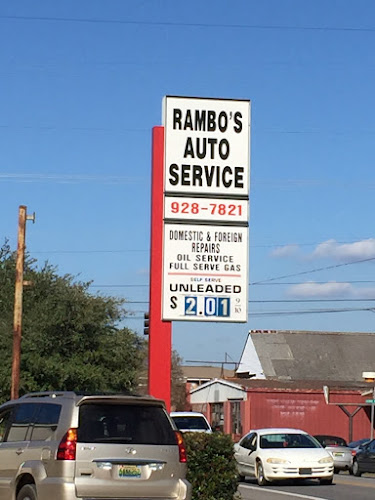 RAMBO'S
AUTO
SERVICE
928-7821
DOMESTIC & FOREIGN
REPAIRS
OIL SERVICE
FULL SERVE GAS
SELF SERVE
UNLEADED
$ 2.01 9/10